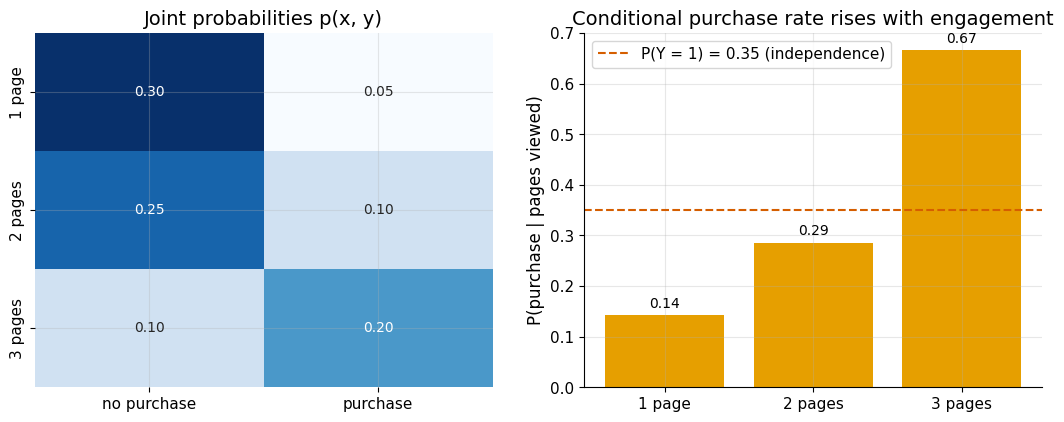 Joint probabilities p(x, y)
1 page
0.30
0.05
2 pages
0.25
0.10
3 pages
0.10
0.20
no purchase
purchase
Conditional purchase rate rises with engagement
P(purchase | pages viewed)
0.7
0.6
0.5
0.4
0.3
0.2
0.1
0.0
P(Y = 1) = 0.35 (independence)
0.14
0.29
0.67
1 page
2 pages
3 pages